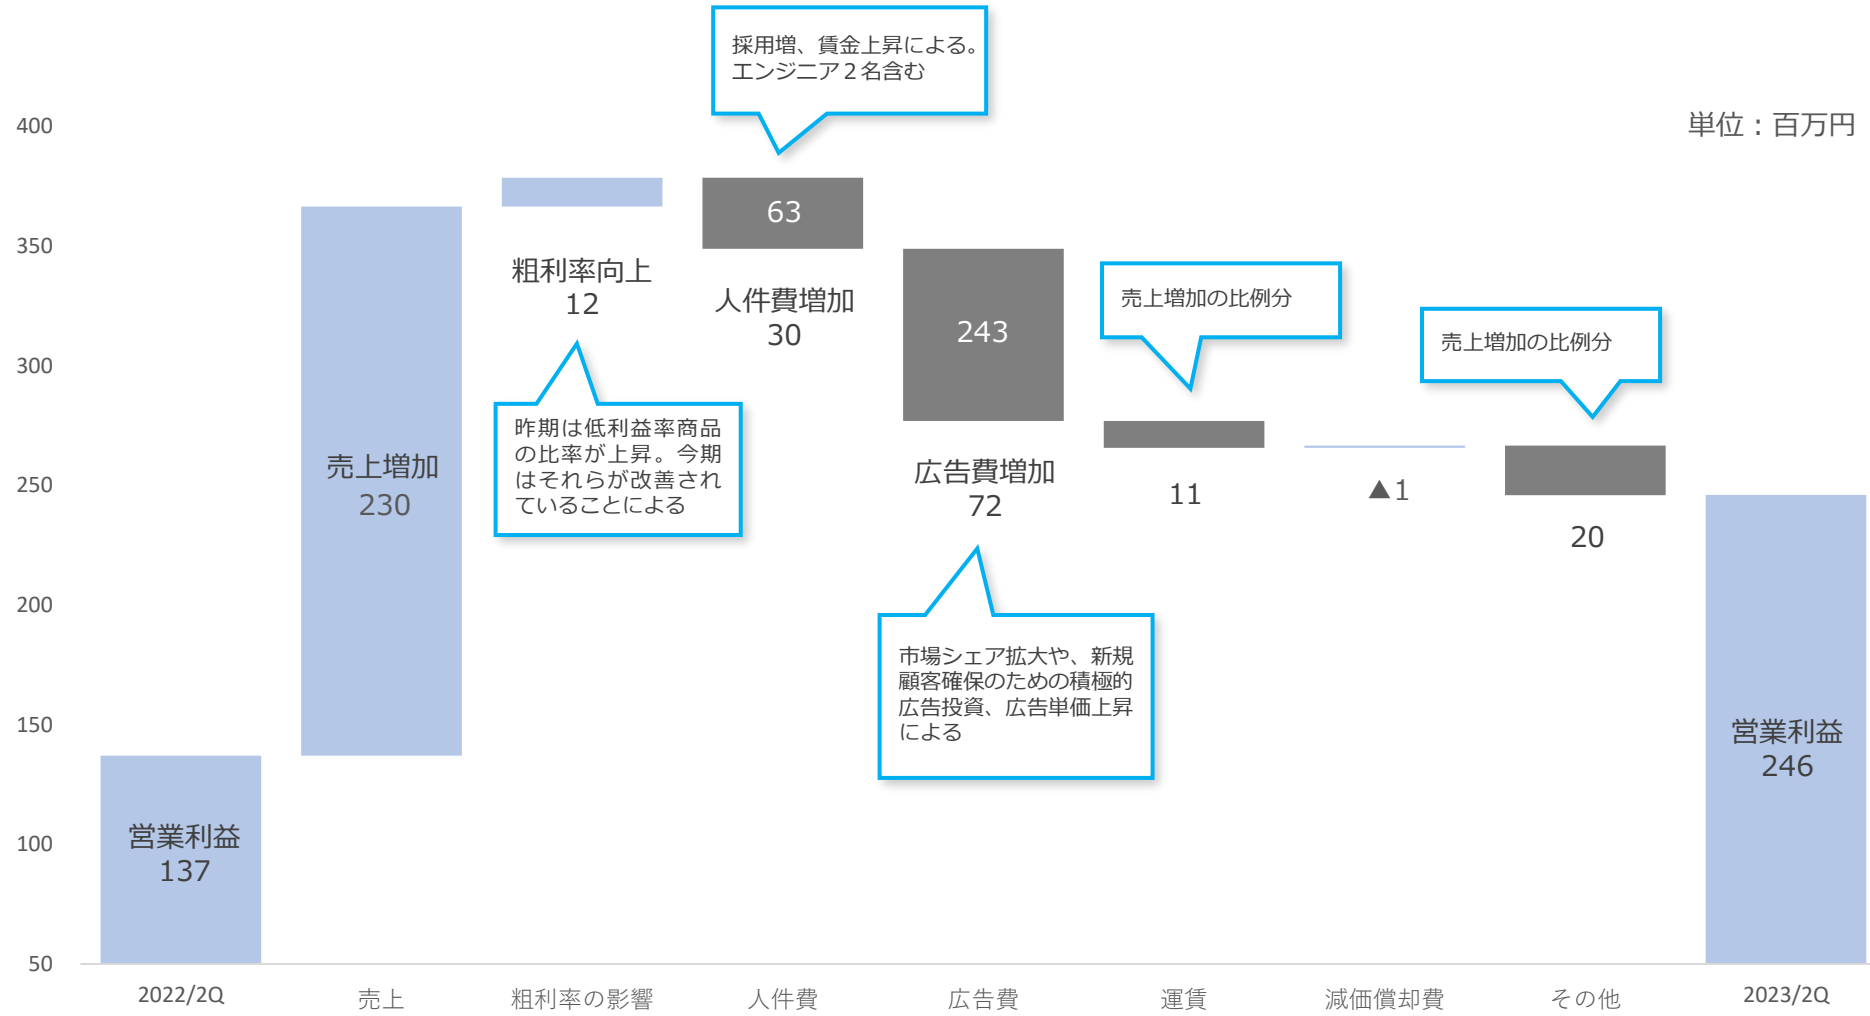 採用増、賃金上昇による。
エンジニア２名含む
単位：百万円
400
350
300
250
200
150
100
50
営業利益
137
売上増加
230
粗利率向上
12
昨期は低利益率商品
の比率が上昇。今期
はそれらが改善され
ていることによる
63
人件費増加
30
243
広告費増加
72
市場シェア拡大や、新規
顧客確保のための積極的
広告投資、広告単価上昇
による
売上増加の比例分
11
▲1
売上増加の比例分
20
営業利益
246
2022/2Q
売上
粗利率の影響
人件費
広告費
運賃
減価償却費
その他
2023/2Q